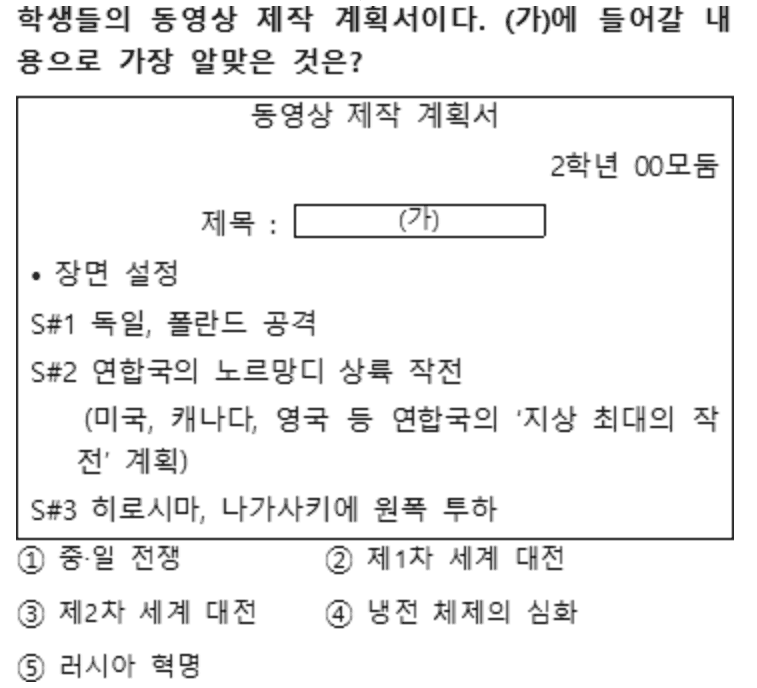 학생들의 동영상 제작 계획서이다. (가)에 들어갈 내
용으로 가장 알맞은 것은?
동영상 제작 계획서
2학년 00모둠
제목 : (가)
• 장면 설정
S#1 독일, 폴란드 공격
S#2 연합국의 노르망디 상륙 작전
(미국, 캐나다, 영국 등 연합국의 '지상 최대의 작
전' 계획)
S#3 히로시마, 나가사키에 원폭 투하
① 중·일 전쟁 ② 제1차 세계 대전
③ 제2차 세계 대전 ④ 냉전 체제의 심화
⑤ 러시아 혁명